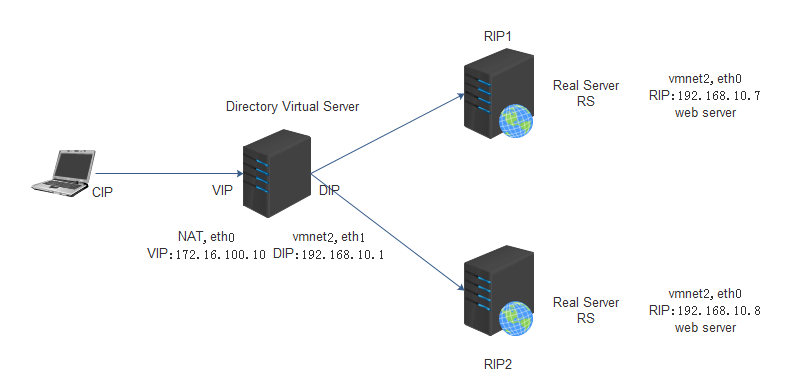 RIP1
Real Server
RS
vmnet2, eth0
RIP:192.168.10.7
web server
Directory Virtual Server
CIP
VIP
DIP
NAT, eth0
VIP:172.16.100.10
vmnet2, eth1
DIP:192.168.10.1
Real Server
RS
vmnet2, eth0
RIP:192.168.10.8
web server
RIP2